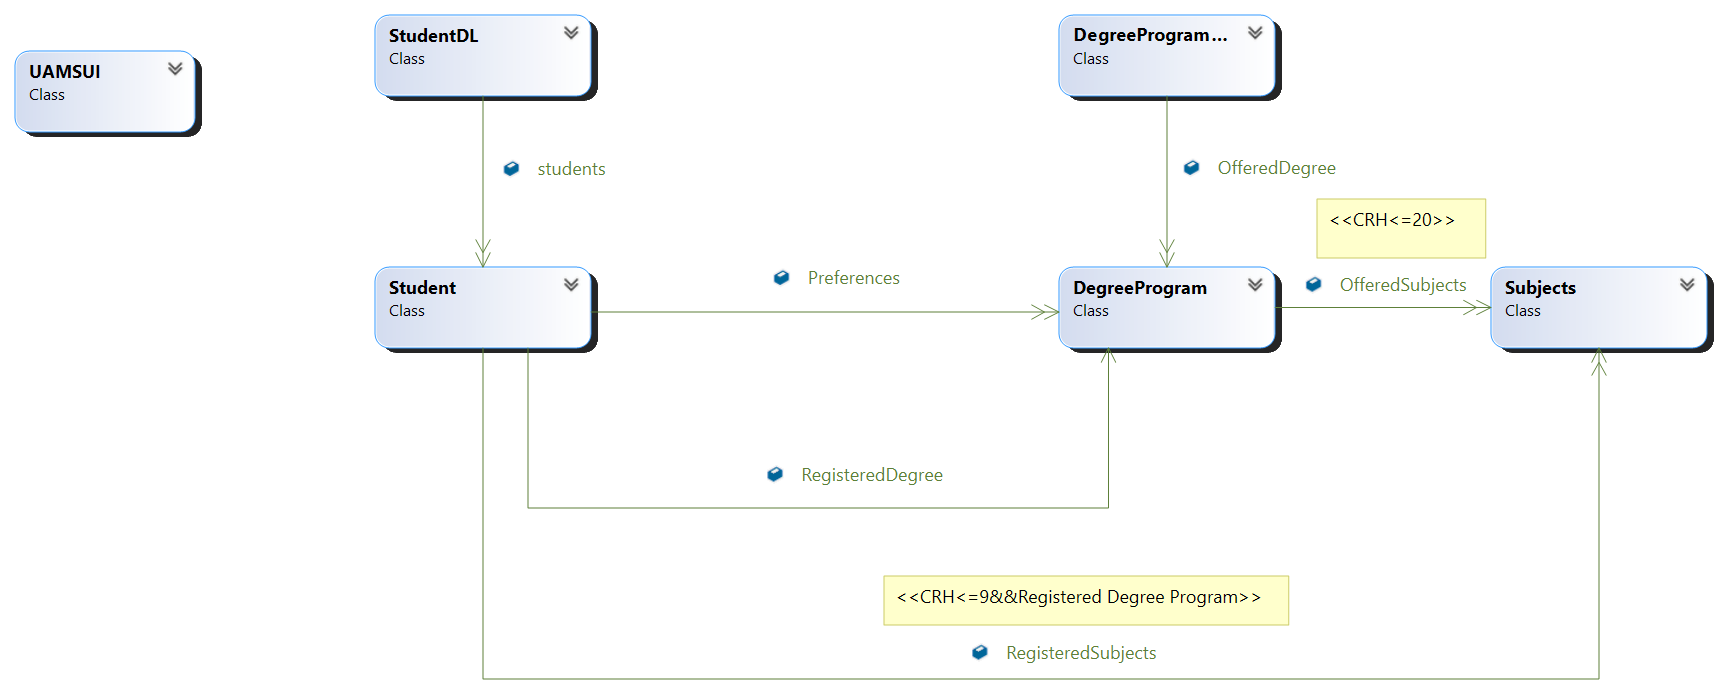 UAMSUI
Class
StudentDL
Class
DegreeProgram...
Class
students
OfferedDegree
<<CRH<=20>>
Student
Class
Preferences
DegreeProgram
Class
OfferedSubjects
Subjects
Class
RegisteredDegree
<<CRH<=9&&Registered Degree Program>>
RegisteredSubjects